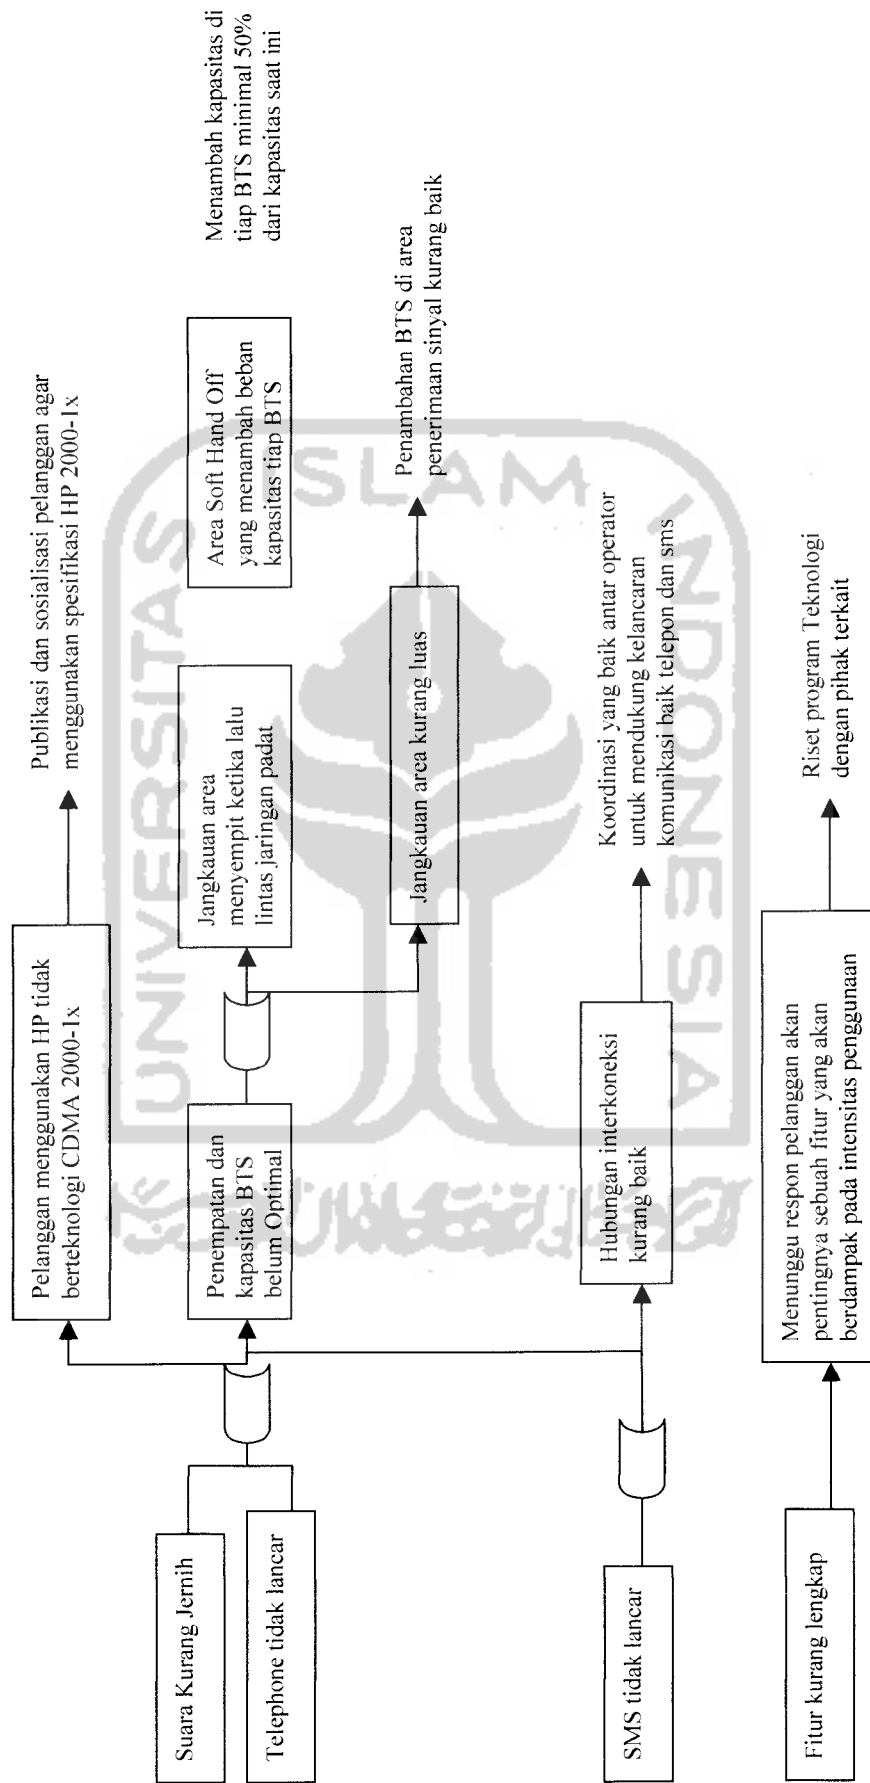 Suara Kurang Jernih
Telephone tidak lancar
SMS tidak lancar
Fitur kurang lengkap
Pelanggan menggunakan HP tidak
berteknologi CDMA 2000-1x
Penempatan dan
kapasitas BTS
belum Optimal
Hubungan interkoneksi
kurang baik
Menunggu respon pelanggan akan
pentingnya sebuah fitur yang akan
berdampak pada intensitas penggunaan
Jangkauan area
menyempit ketika lalu
lintas jaringan padat
Jangkauan area kurang luas
Area Soft Hand Off
yang menambah beban
kapasitas tiap BTS
Publikasi dan sosialisasi pelanggan agar
menggunakan spesifikasi HP 2000-1x
Menambah kapasitas di
tiap BTS minimal 50%
dari kapasitas saat ini
Penambahan BTS di area
penerimaan sinyal kurang baik
Koordinasi yang baik antar operator
untuk mendukung kelancaran
komunikasi baik telepon dan sms
Riset program Teknologi
dengan pihak terkait
UNIVERSITAS
ISLAM
INDONESIA